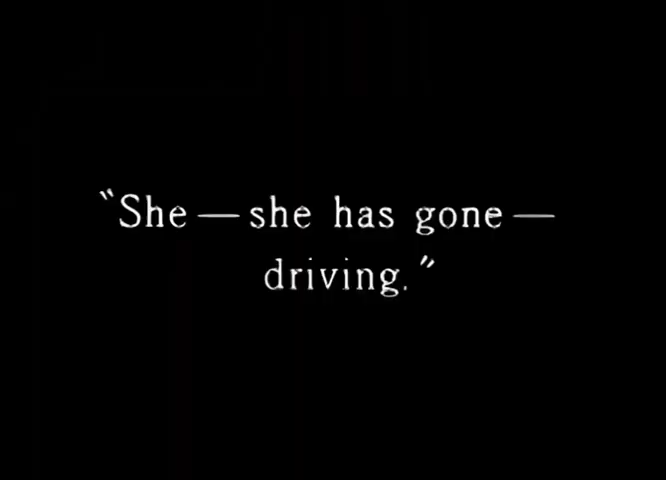 "She — she has gone —
driving."